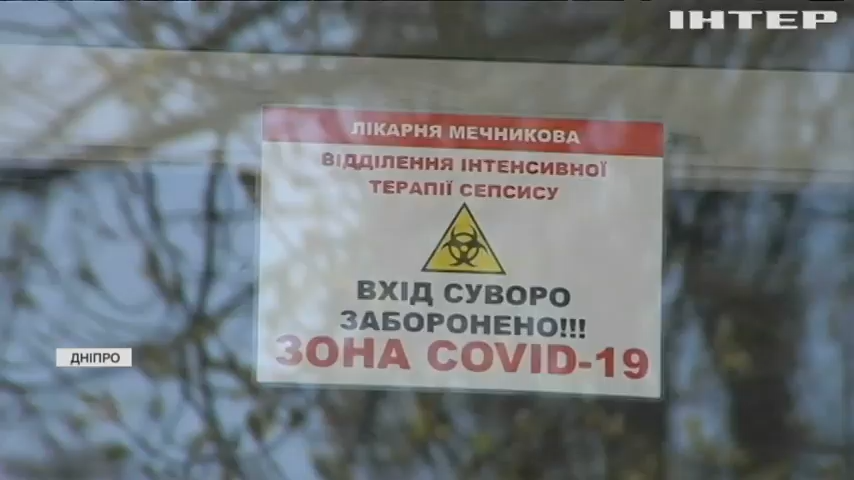 ІНТЕР
ЛІКАРНЯ МЕЧНИКОВА
ВІДДІЛЕННЯ ІНТЕНСИВНОЇ
ТЕРАПІЇ СЕПСИСУ
ВХІД СУВОРО
ЗАБОРОНЕНО!!!
ЗОНА COVID-19
ДНІПРО